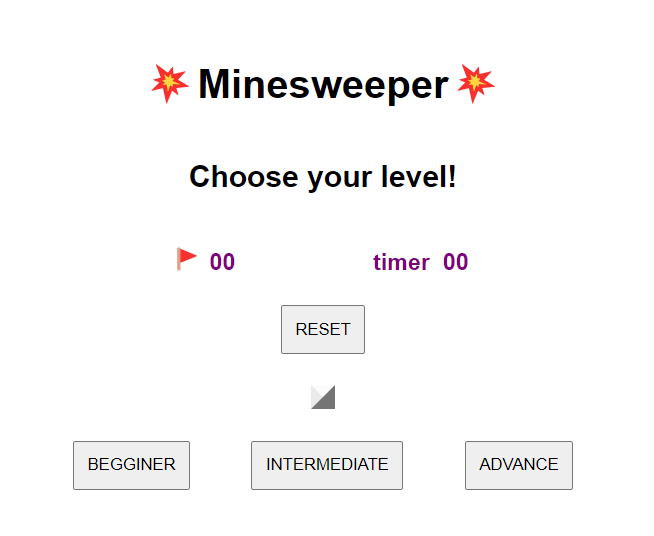 Minesweeper
Choose your level!
00 timer 00
RESET
BEGGINER INTERMEDIATE ADVANCE